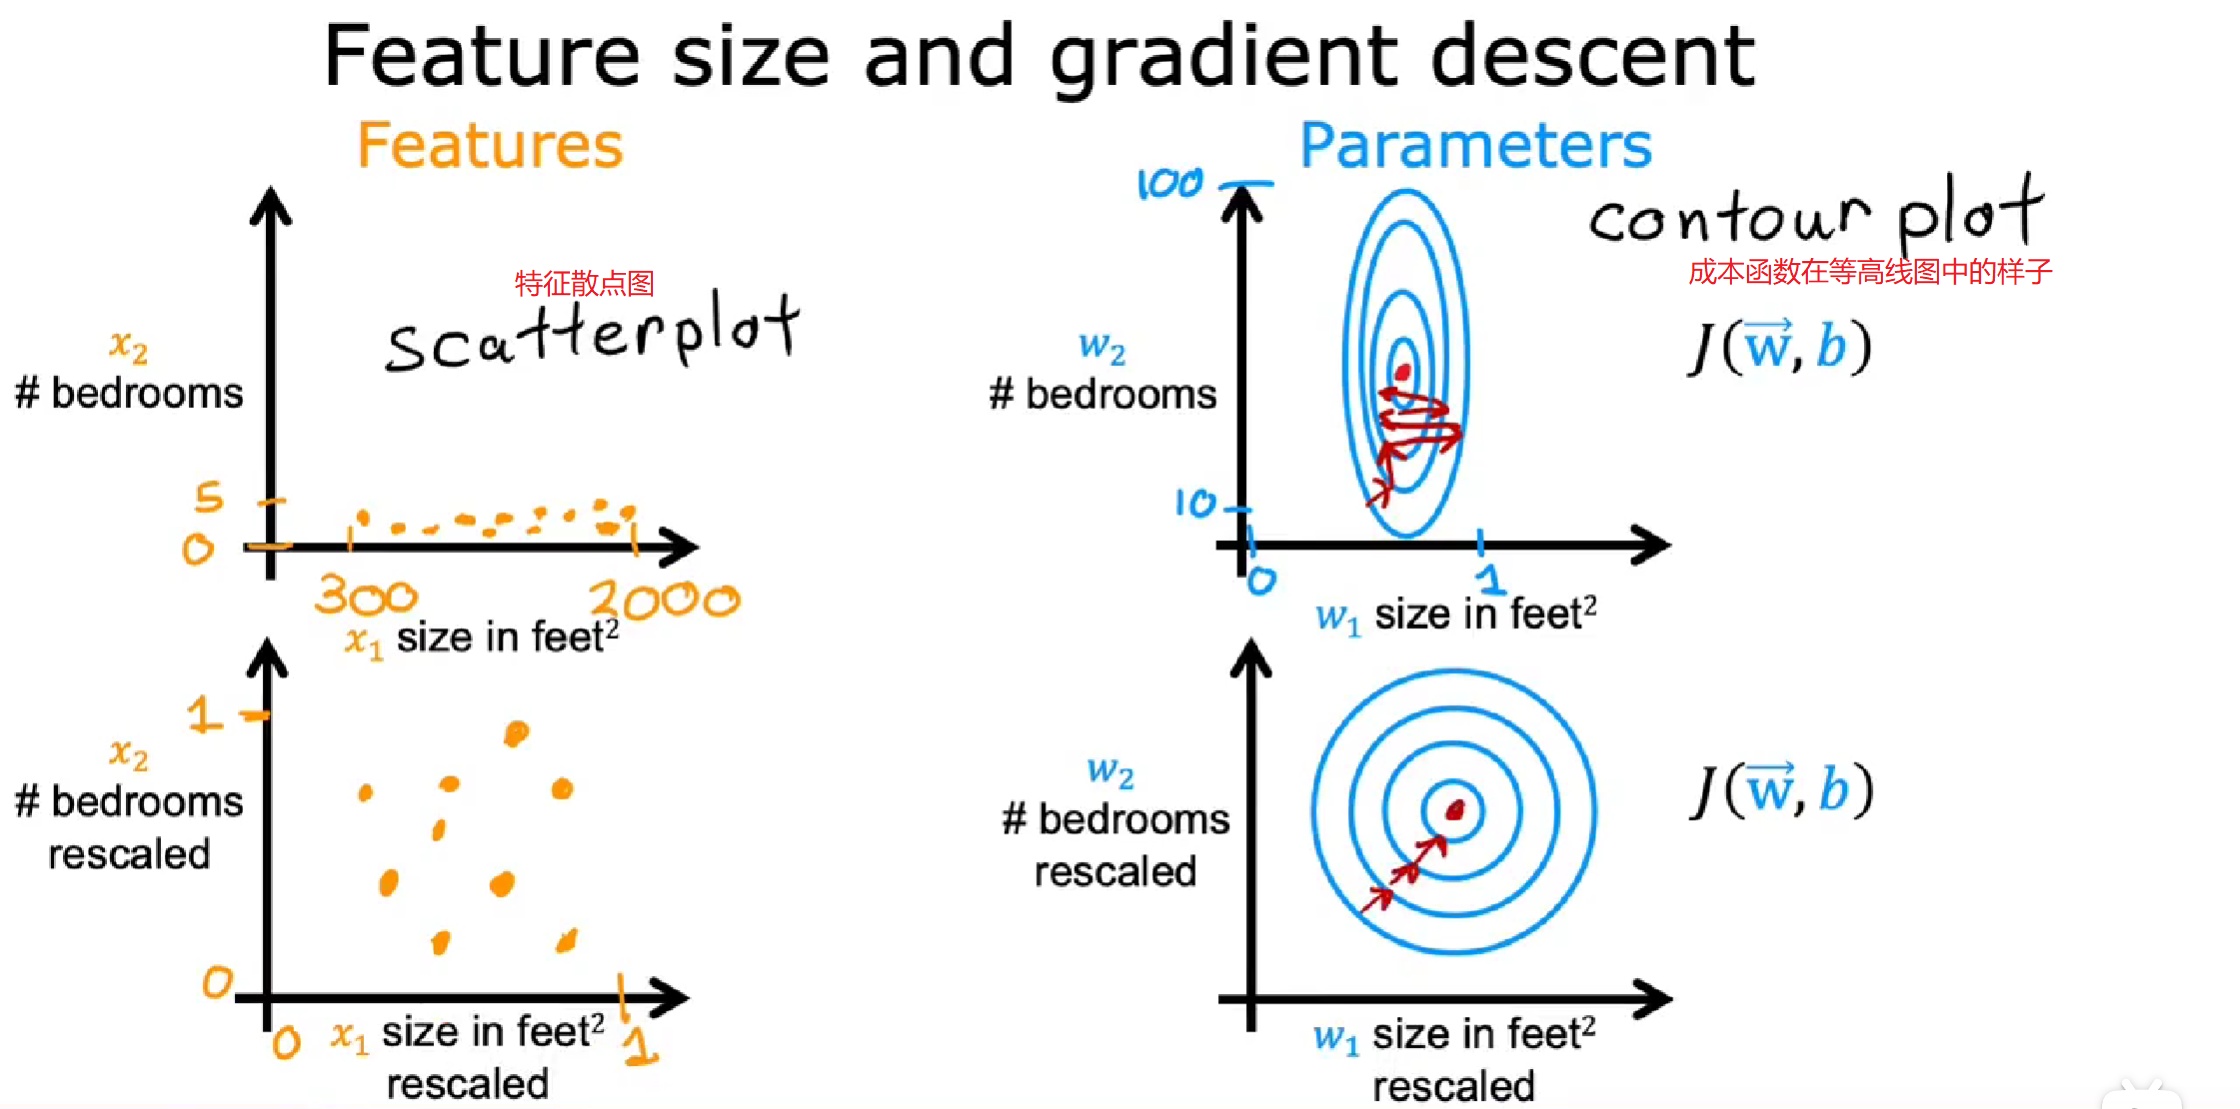 Feature size and gradient descent
Features
Parameters
特征散点图
scatterplot
x₂
# bedrooms
5
0
300
2000
x₁ size in feet²
100
contour plot
成本函数在等高线图中的样子
J(w⃗, b)
w₂
# bedrooms
10
0
1
w₁ size in feet²
1
x₂
# bedrooms
rescaled
0
0
x₁ size in feet²
1
rescaled
w₂
# bedrooms
rescaled
J(w⃗, b)
w₁ size in feet²
rescaled